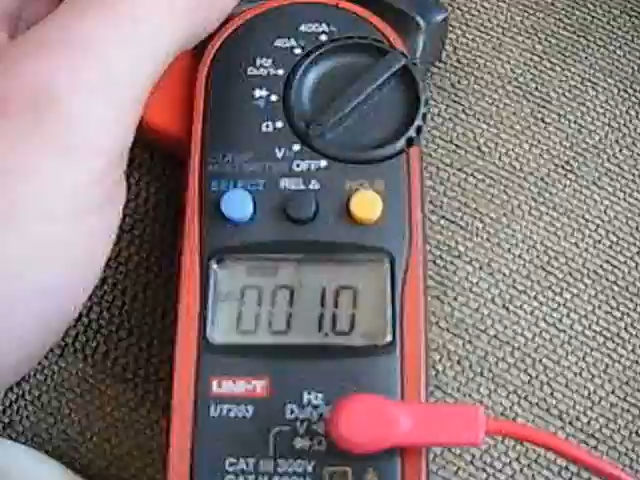 400A~
40A~
Hz
Duty%
Ω
V
OFF
SELECT
REL Δ
HOLD
001.0
UNI-T
UT203
Hz
Duty%
V
Ω
CAT III 300V